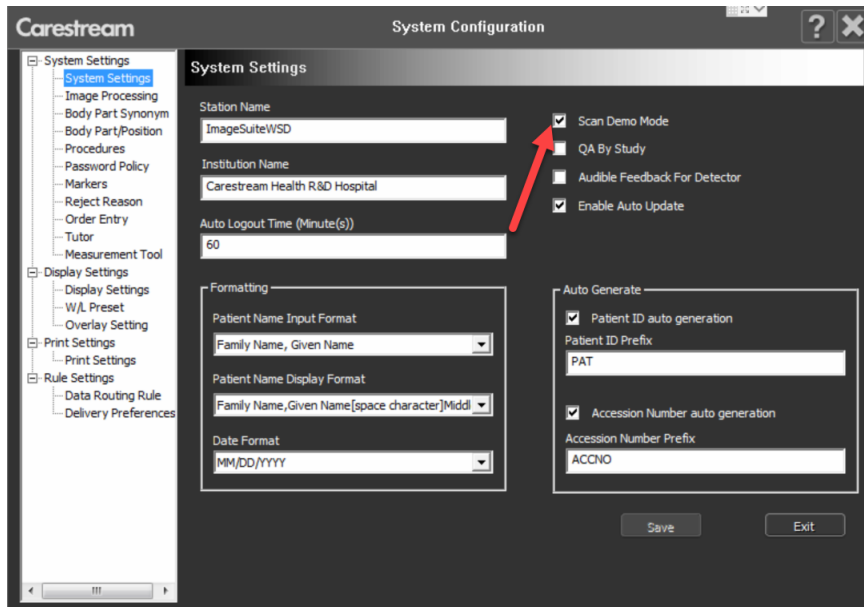 Carestream
System Configuration
?
System Settings
System Settings
Image Processing
Body Part Synonym
Body Part/Position
Procedures
Password Policy
Markers
Reject Reason
Order Entry
Tutor
Measurement Tool
Display Settings
Display Settings
W/L Preset
Overlay Setting
Print Settings
Print Settings
Rule Settings
Data Routing Rule
Delivery Preferences
System Settings
Station Name
ImageSuiteWSD
Institution Name
Carestream Health R&D Hospital
Auto Logout Time (Minute(s))
60
Scan Demo Mode
QA By Study
Audible Feedback For Detector
Enable Auto Update
Formatting
Patient Name Input Format
Family Name, Given Name
Patient Name Display Format
Family Name,Given Name[space character]Middl
Date Format
MM/DD/YYYY
Auto Generate
Patient ID auto generation
Patient ID Prefix
PAT
Accession Number auto generation
Accession Number Prefix
ACCNO
Save
Exit